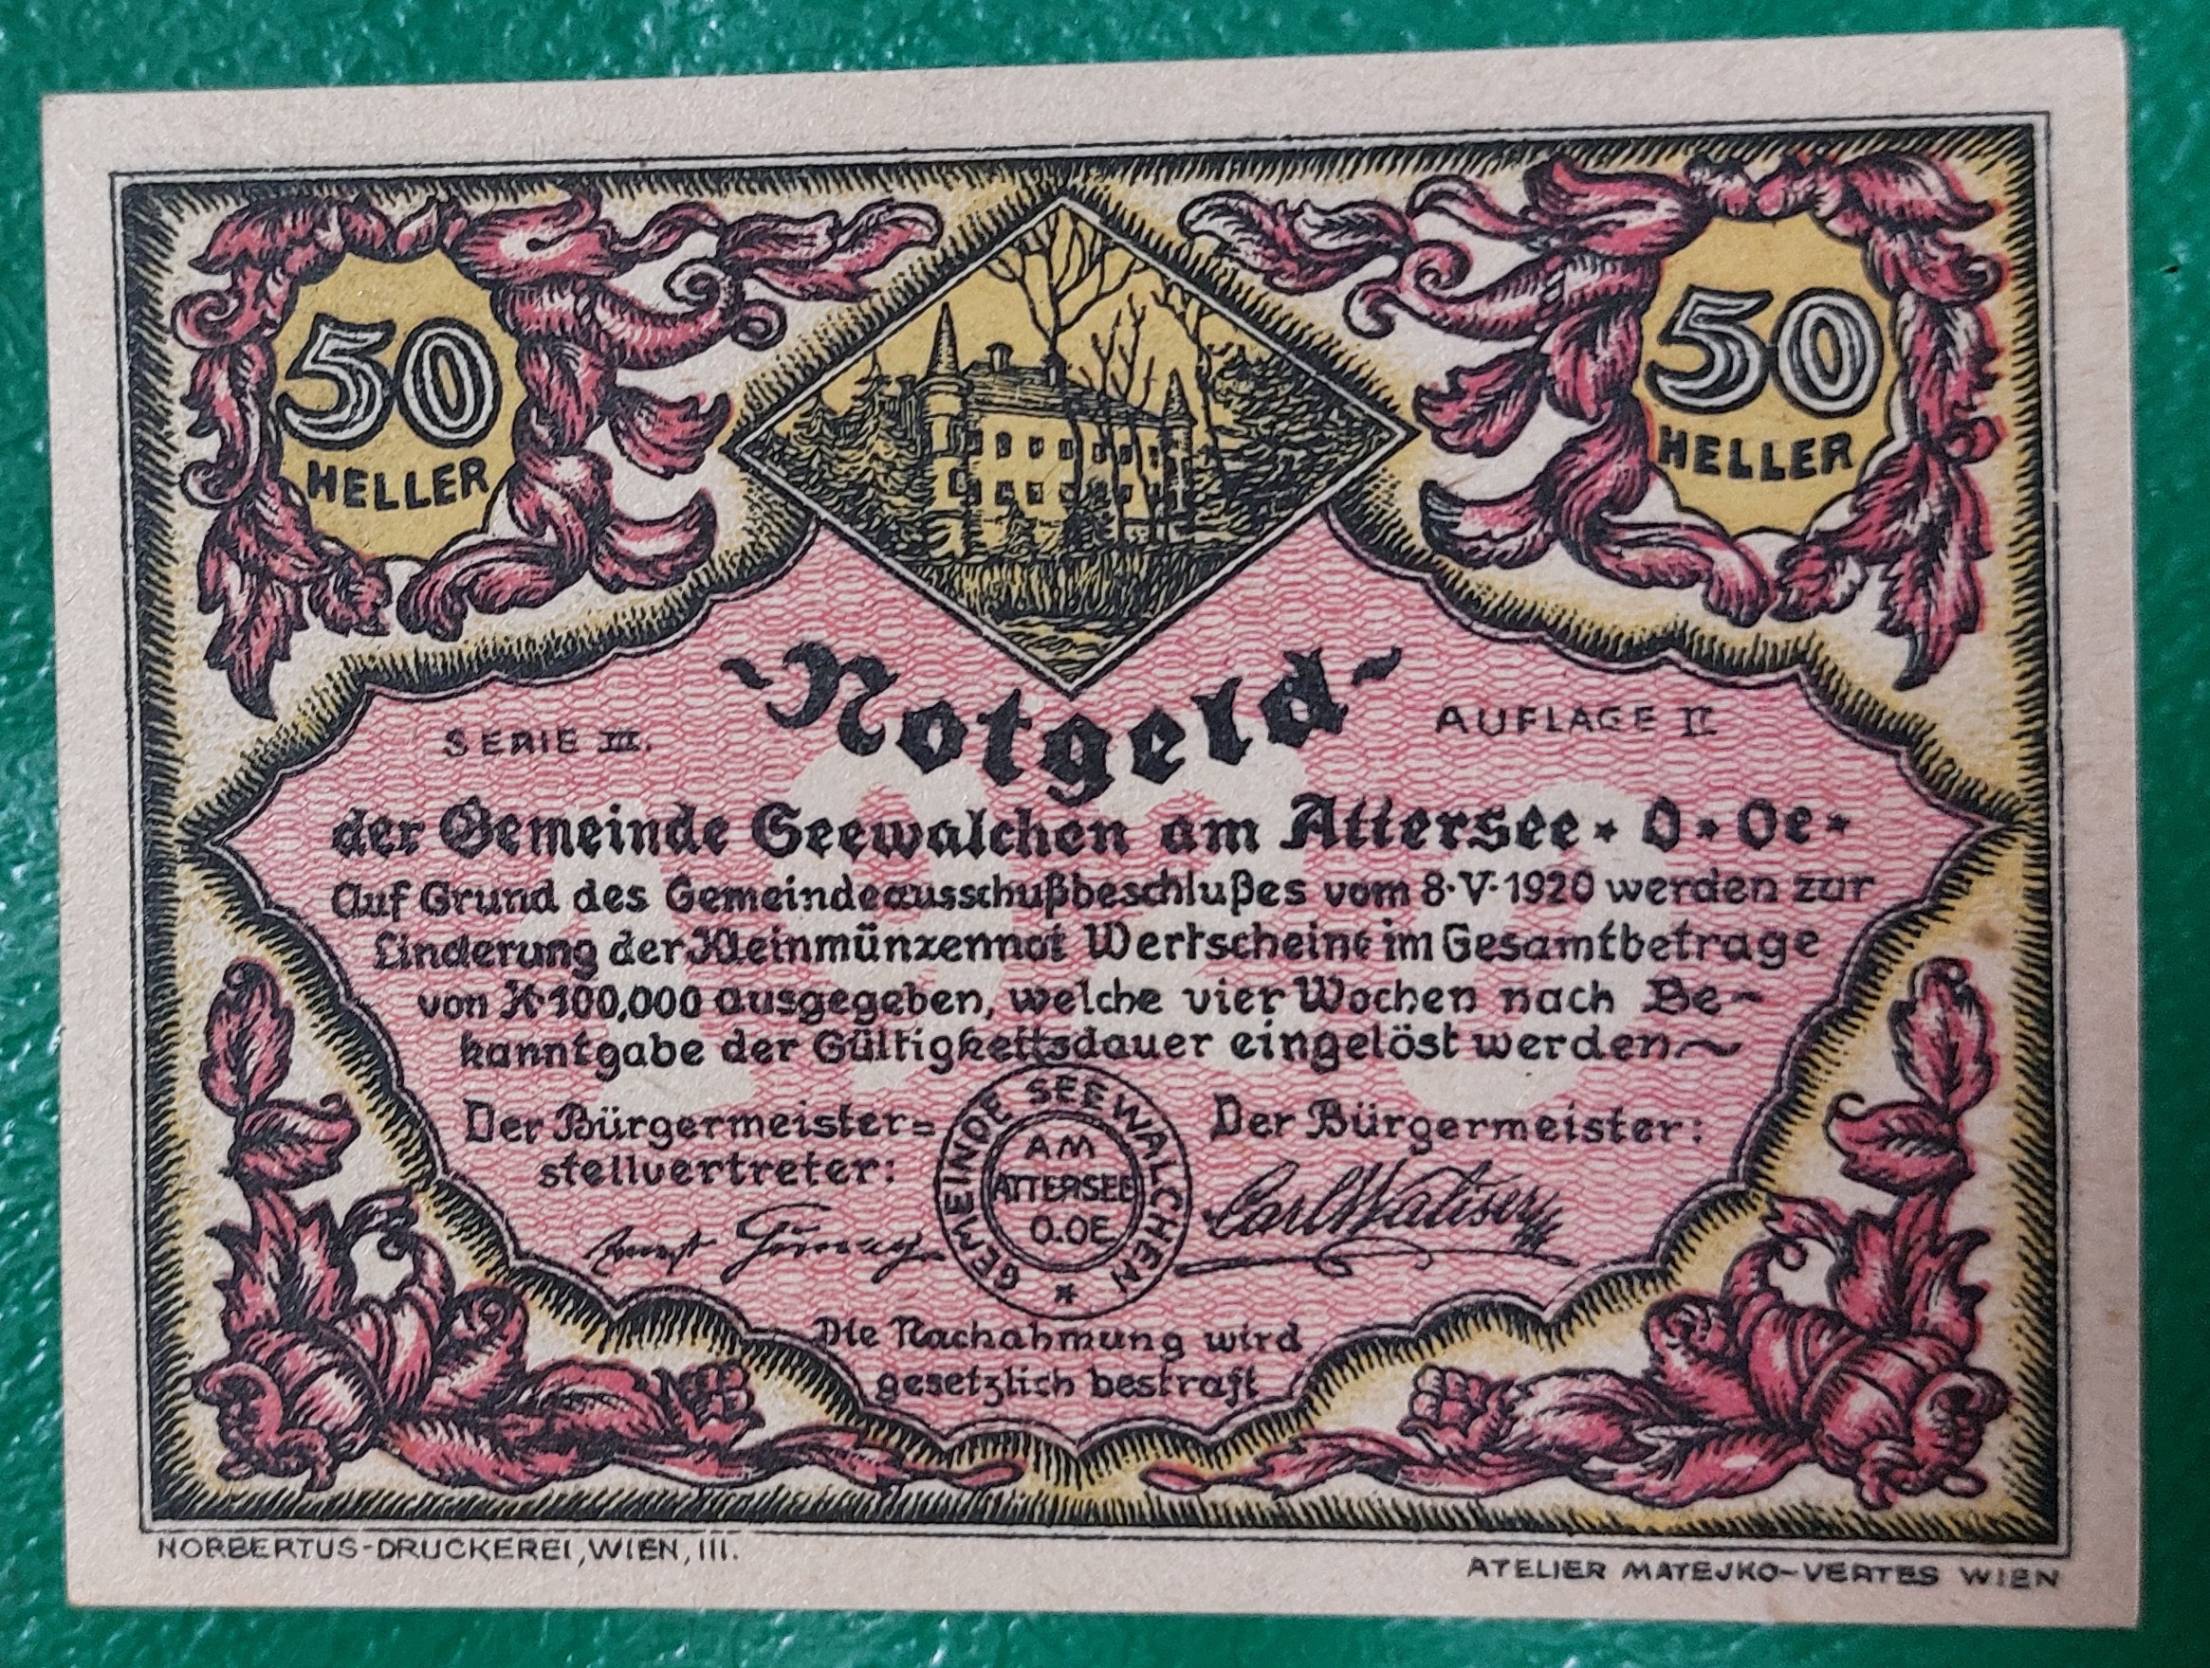 50
HELLER
50
HELLER
Notgeld
SERIE III.
AUFLAGE II
der Gemeinde Seewalchen am Attersee * O * Oe *
Auf Grund des Gemeindeausschußbeschlußes vom 8.V.1920 werden zur
Linderung der Kleinmünzennot Wertscheine im Gesamtbetrage
von K 100,000 ausgegeben, welche vier Wochen nach Be-
kanntgabe der Gültigkeitsdauer eingelöst werden~
Der Bürgermeister=
stellvertreter:
GEMEINDE SEEWALCHEN *
AM
ATTERSEE
O.OE.
Der Bürgermeister:
Die Nachahmung wird
gesetzlich bestraft
NORBERTUS-DRUCKEREI, WIEN, III.
ATELIER MATEJKO-VERTES WIEN